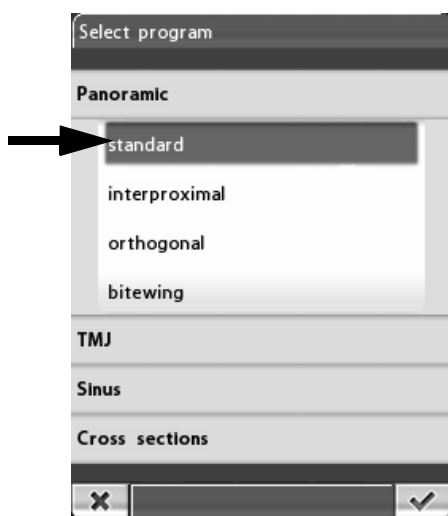 Select program
Panoramic
standard
interproximal
orthogonal
bitewing
TMJ
Sinus
Cross sections